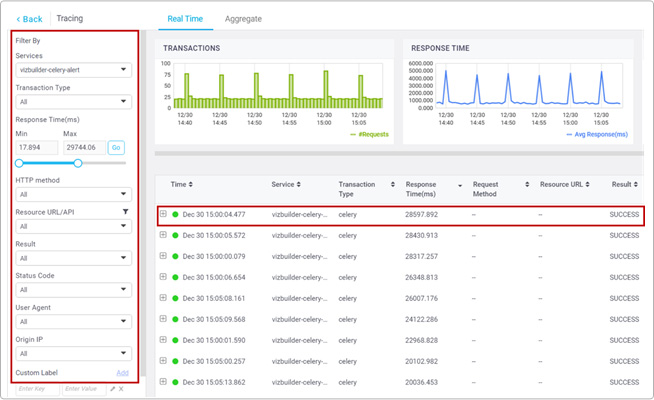 Back
Tracing
Real Time
Aggregate
Filter By
Services
vizbuilder-celery-alert
Transaction Type
All
Response Time(ms)
Min
Max
17.894
29744.06
Go
HTTP method
All
Resource URL/API
All
Result
All
Status Code
All
User Agent
All
Origin IP
All
Custom Label
Add
Enter Key
Enter Value
TRANSACTIONS
100
75
50
25
0
12/30 12/30 12/30 12/30 12/30 12/30
14:40 14:45 14:50 14:55 15:00 15:05
#Requests
RESPONSE TIME
6000.000
5000.000
4000.000
3000.000
2000.000
1000.000
0.000
12/30 12/30 12/30 12/30 12/30 12/30
14:40 14:45 14:50 14:55 15:00 15:05
Avg Response(ms)
Time
Service
Transaction Type
Response Time(ms)
Request Method
Resource URL
Result
Dec 30 15:00:04.477 vizbuilder-celery-... celery 28597.892 -- -- SUCCESS
Dec 30 15:00:05.572 vizbuilder-celery-... celery 28430.913 -- -- SUCCESS
Dec 30 15:00:00.079 vizbuilder-celery-... celery 28317.257 -- -- SUCCESS
Dec 30 15:00:06.654 vizbuilder-celery-... celery 26348.813 -- -- SUCCESS
Dec 30 15:05:08.161 vizbuilder-celery-... celery 26007.176 -- -- SUCCESS
Dec 30 15:05:09.568 vizbuilder-celery-... celery 24122.286 -- -- SUCCESS
Dec 30 15:00:01.590 vizbuilder-celery-... celery 22968.828 -- -- SUCCESS
Dec 30 15:05:00.257 vizbuilder-celery-... celery 20102.982 -- -- SUCCESS
Dec 30 15:05:13.862 vizbuilder-celery-... celery 20036.453 -- -- SUCCESS